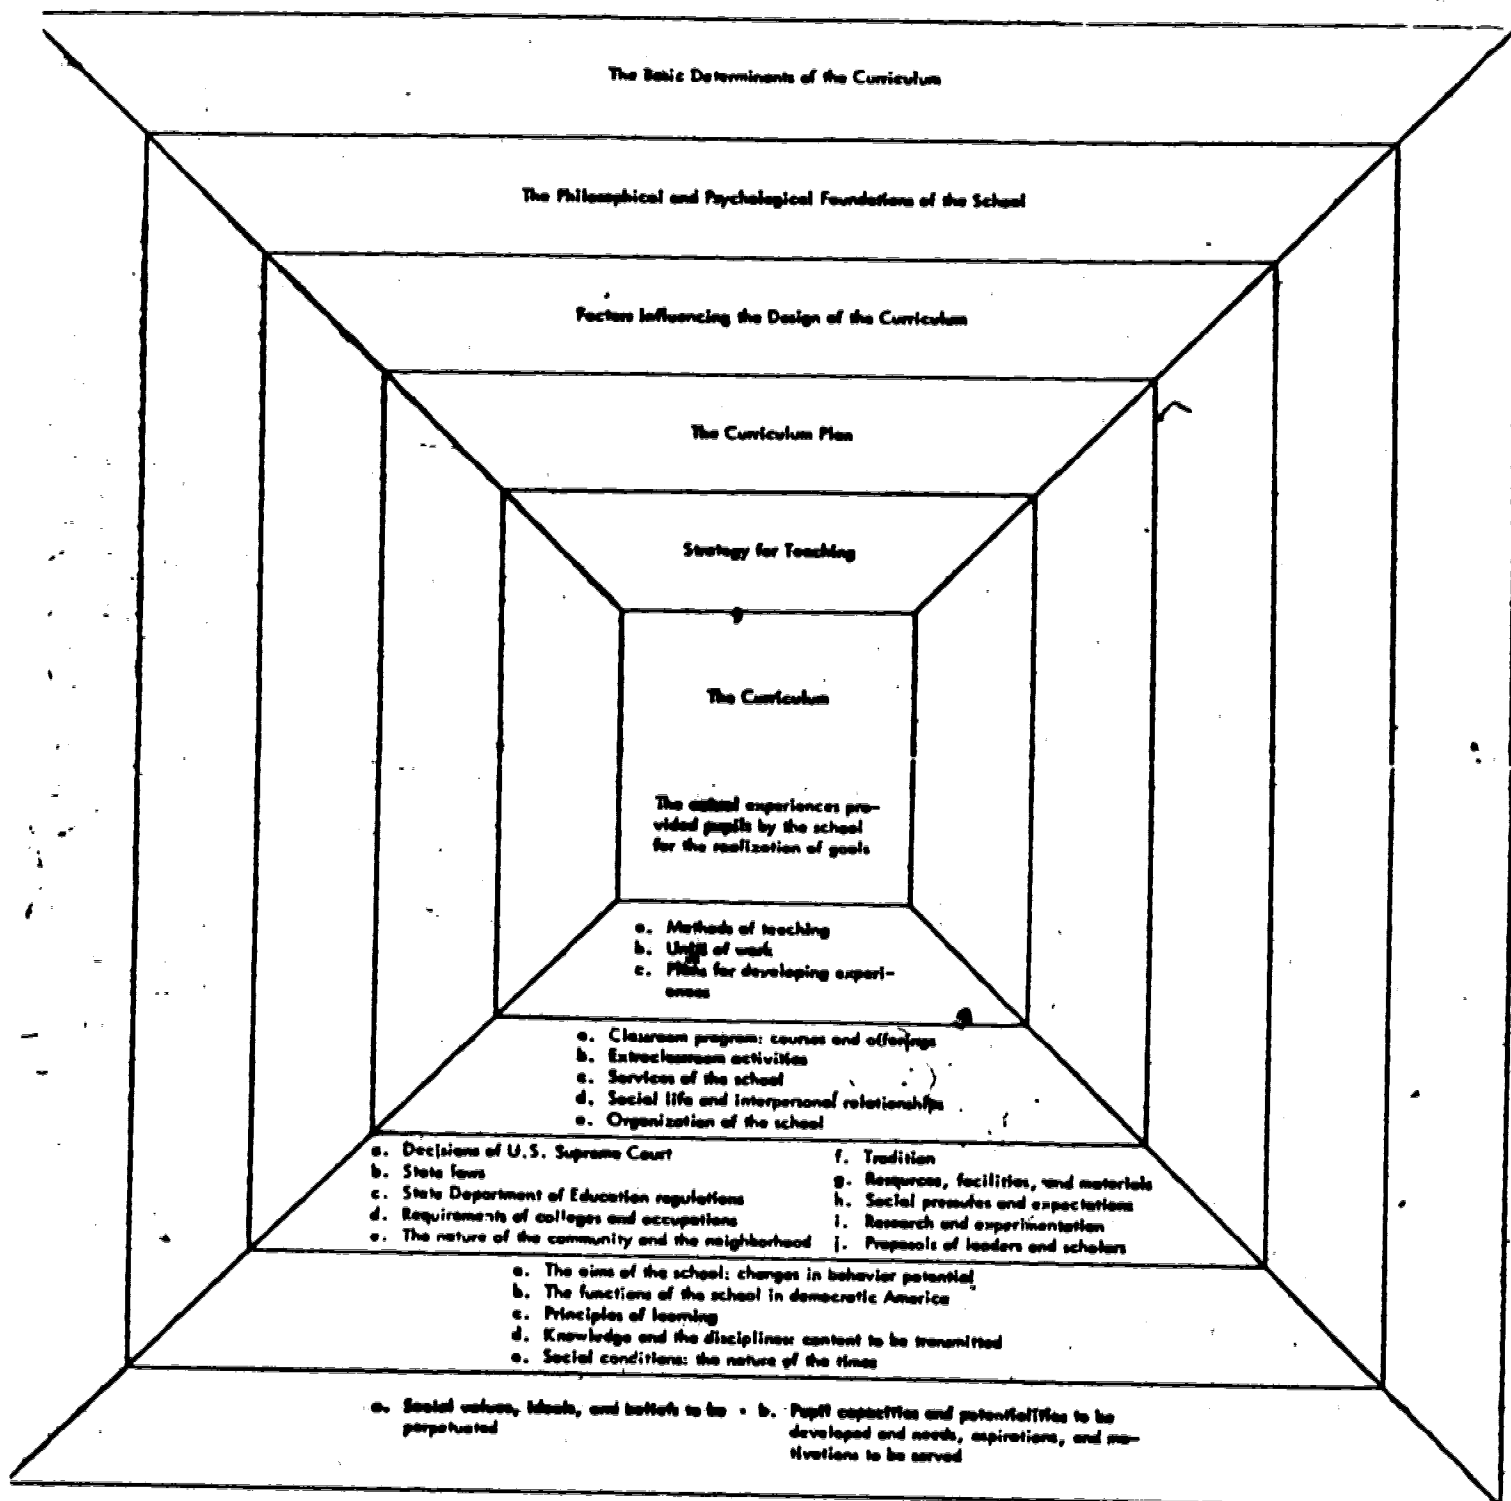 The Basic Determinants of the Curriculum
The Philosophical and Psychological Foundations of the School
Factors Influencing the Design of the Curriculum
The Curriculum Plan
Strategy for Teaching
The Curriculum
The actual experiences pro-
vided pupils by the school
for the realization of goals
a. Methods of teaching
b. Units of work
c. Plans for developing experi-
ences
a. Classroom program: courses and offerings
b. Extraclassroom activities
c. Services of the school
d. Social life and interpersonal relationships
e. Organization of the school
a. Decisions of U.S. Supreme Court
b. State laws
c. State Department of Education regulations
d. Requirements of colleges and occupations
e. The nature of the community and the neighborhood
f. Tradition
g. Resources, facilities, and materials
h. Social pressures and expectations
i. Research and experimentation
j. Proposals of leaders and scholars
a. The aims of the school: changes in behavior potential
b. The functions of the school in democratic America
c. Principles of learning
d. Knowledge and the disciplines: content to be transmitted
e. Social conditions: the nature of the times
a. Social values, ideals, and beliefs to be
perpetuated
b. Pupil capacities and potentialities to be
developed and needs, aspirations, and mo-
tivations to be served